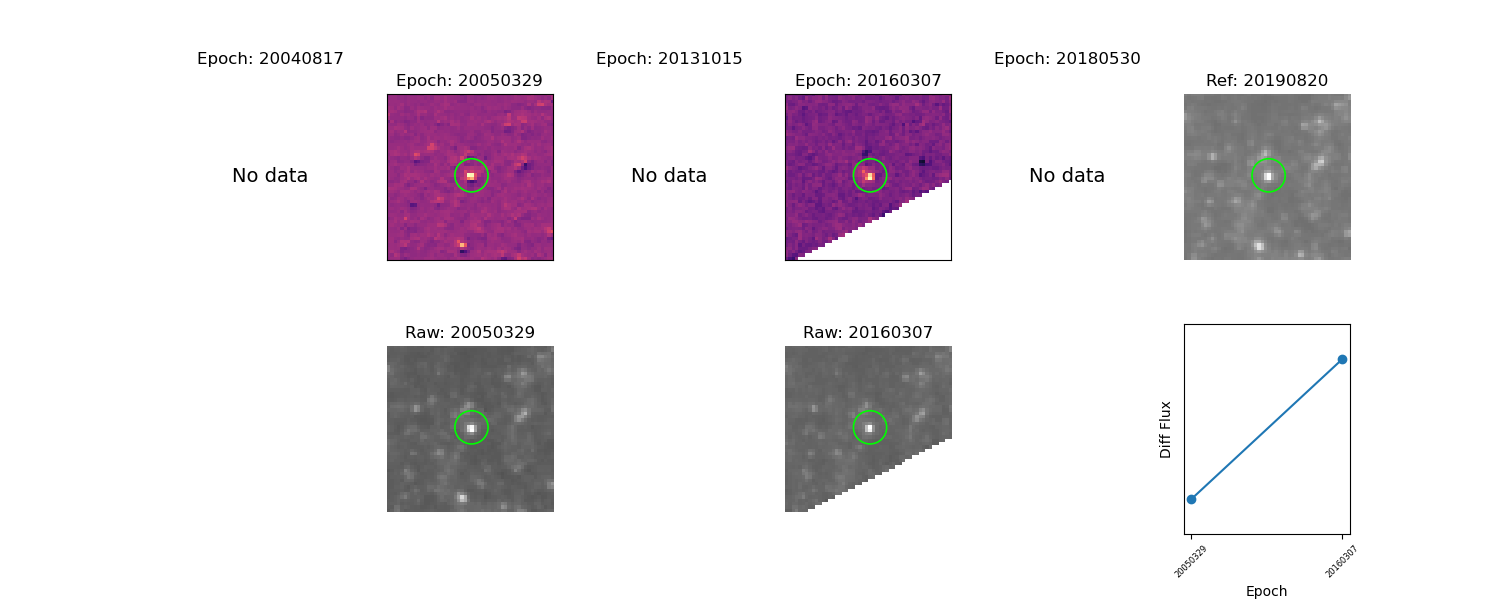 Epoch: 20040817
Epoch: 20131015
Epoch: 20180530
Epoch: 20050329
Epoch: 20160307
Ref: 20190820
No data
No data
No data
Raw: 20050329
Raw: 20160307
Diff Flux
20050329
20160307
Epoch